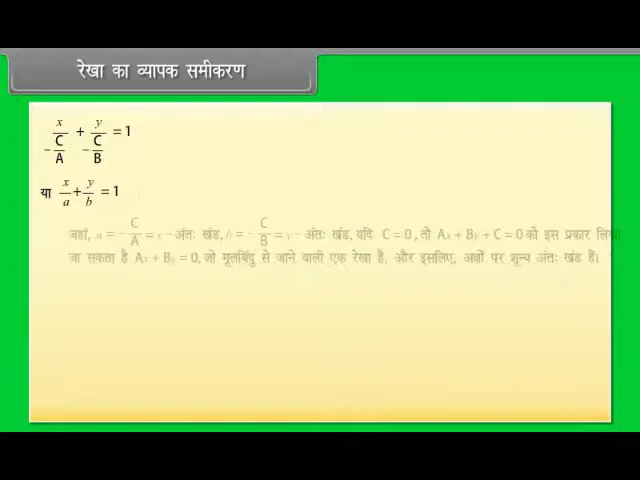 रेखा का व्यापक समीकरण
x/(-C/A) + y/(-C/B) = 1
या x/a + y/b = 1
जहां, a = -C/A = x - अंतः खंड, b = -C/B = y - अंतः खंड, यदि C = 0, तो Ax + By + C = 0 को इस प्रकार लिखा
जा सकता है Ax + By = 0, जो मूलबिंदु से जाने वाली एक रेखा है, और इसलिए, अक्षों पर शून्य अंतः खंड हैं।